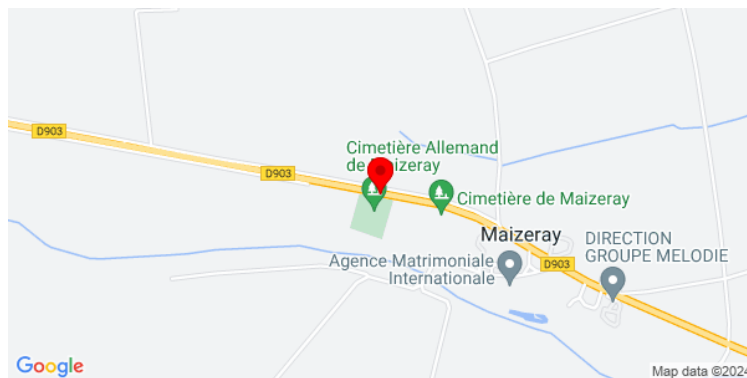 D903
D903
Cimetière Allemand
de Maizeray
Cimetière de Maizeray
Maizeray
DIRECTION
GROUPE MELODIE
Agence Matrimoniale
Internationale
D903
Google
Map data ©2024